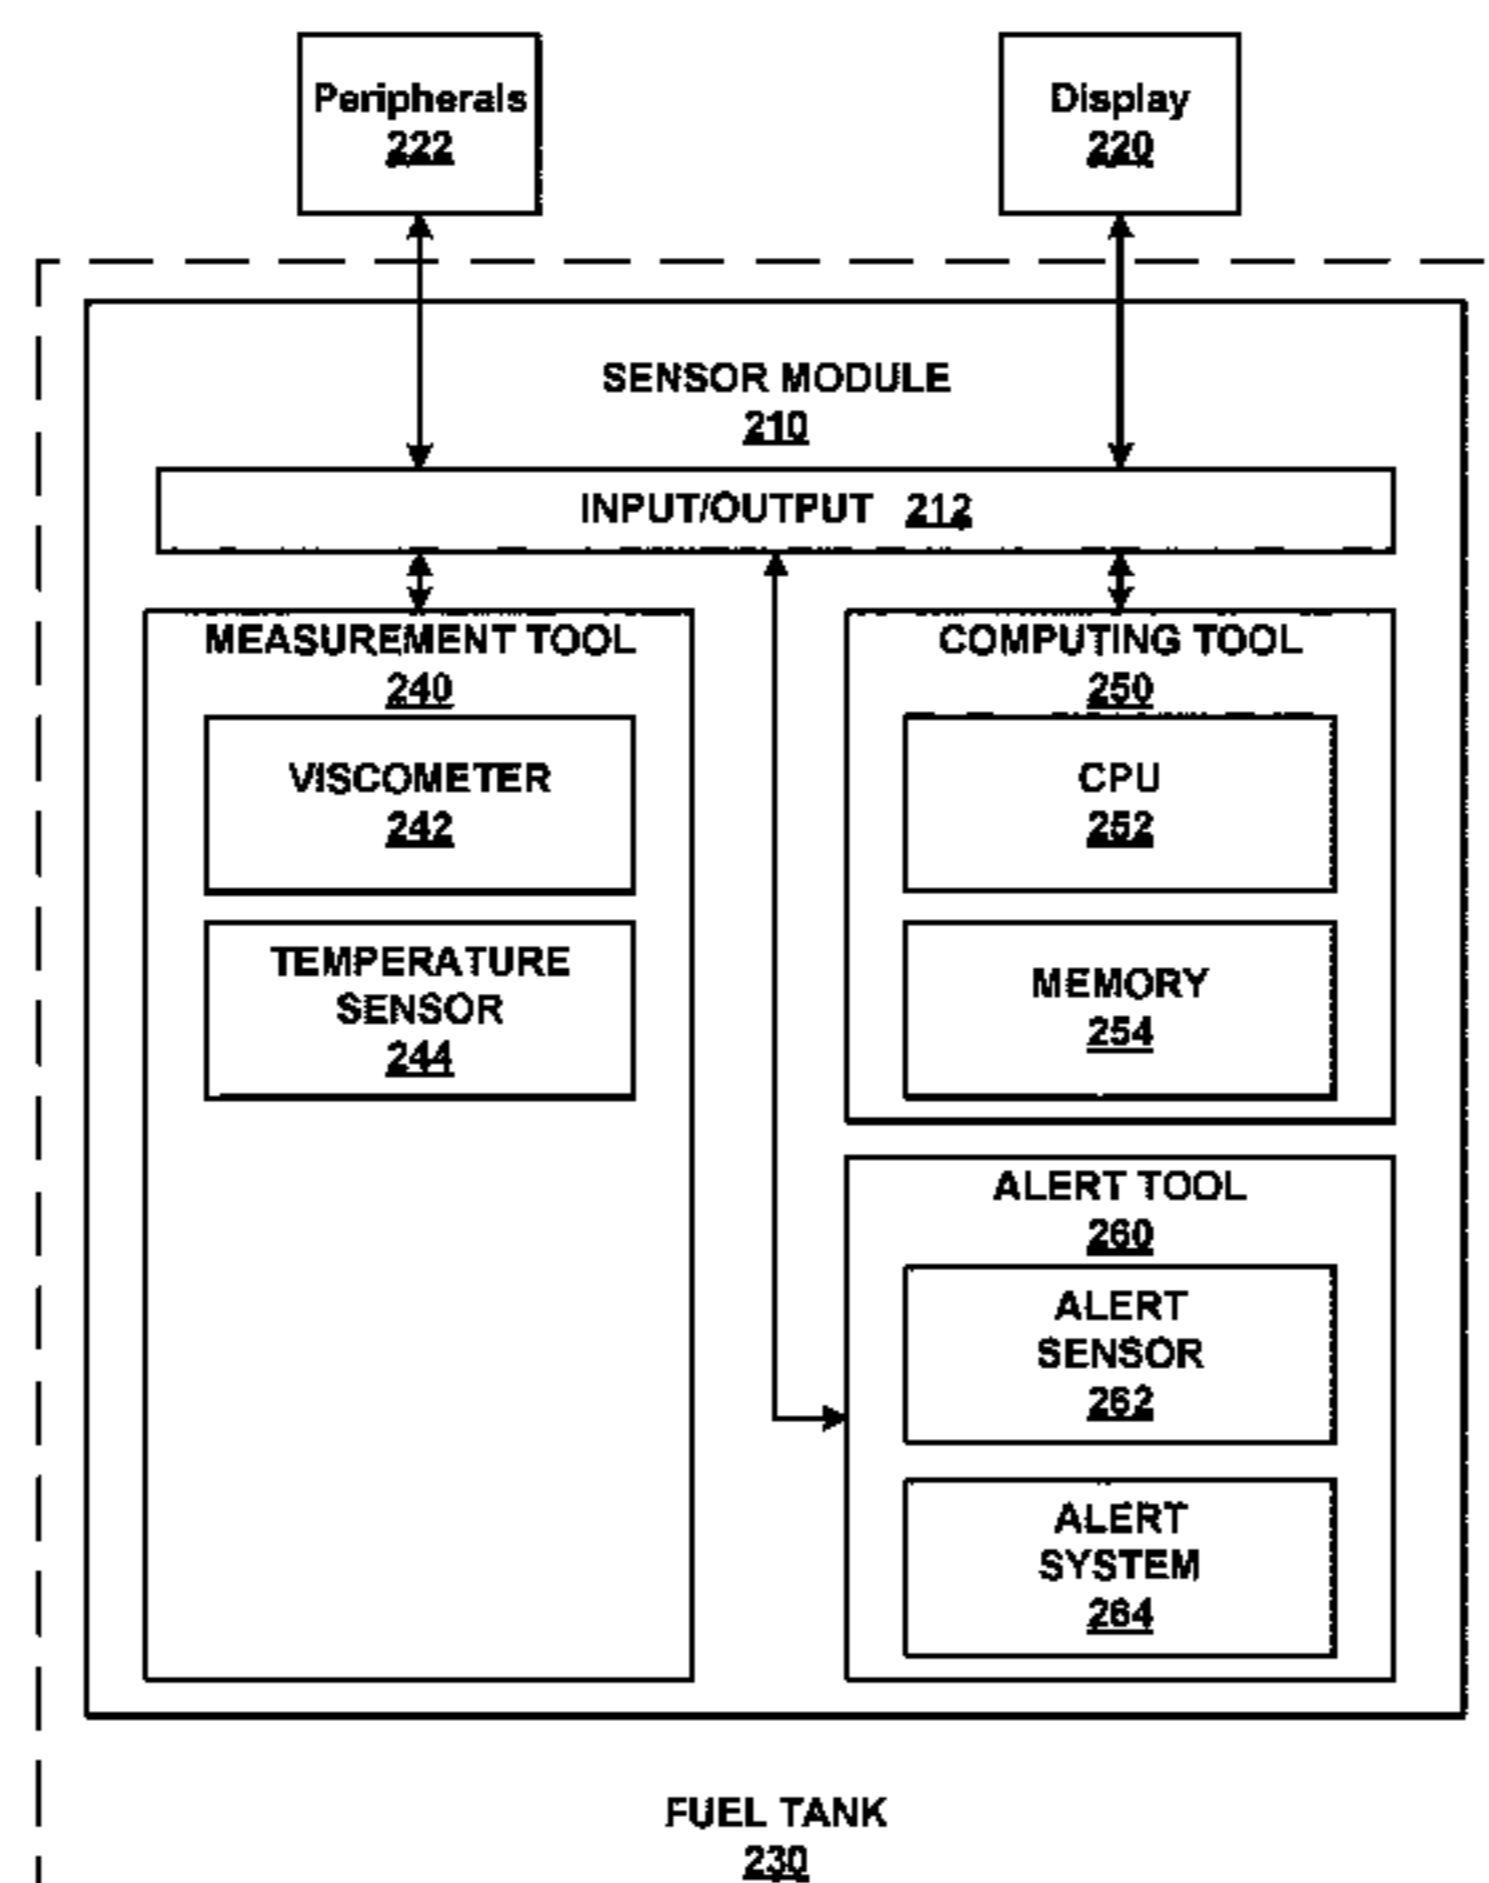 Peripherals
222
Display
220
SENSOR MODULE
210
INPUT/OUTPUT 212
MEASUREMENT TOOL
240
VISCOMETER
242
TEMPERATURE
SENSOR
244
COMPUTING TOOL
250
CPU
252
MEMORY
254
ALERT TOOL
260
ALERT
SENSOR
262
ALERT
SYSTEM
264
FUEL TANK
230